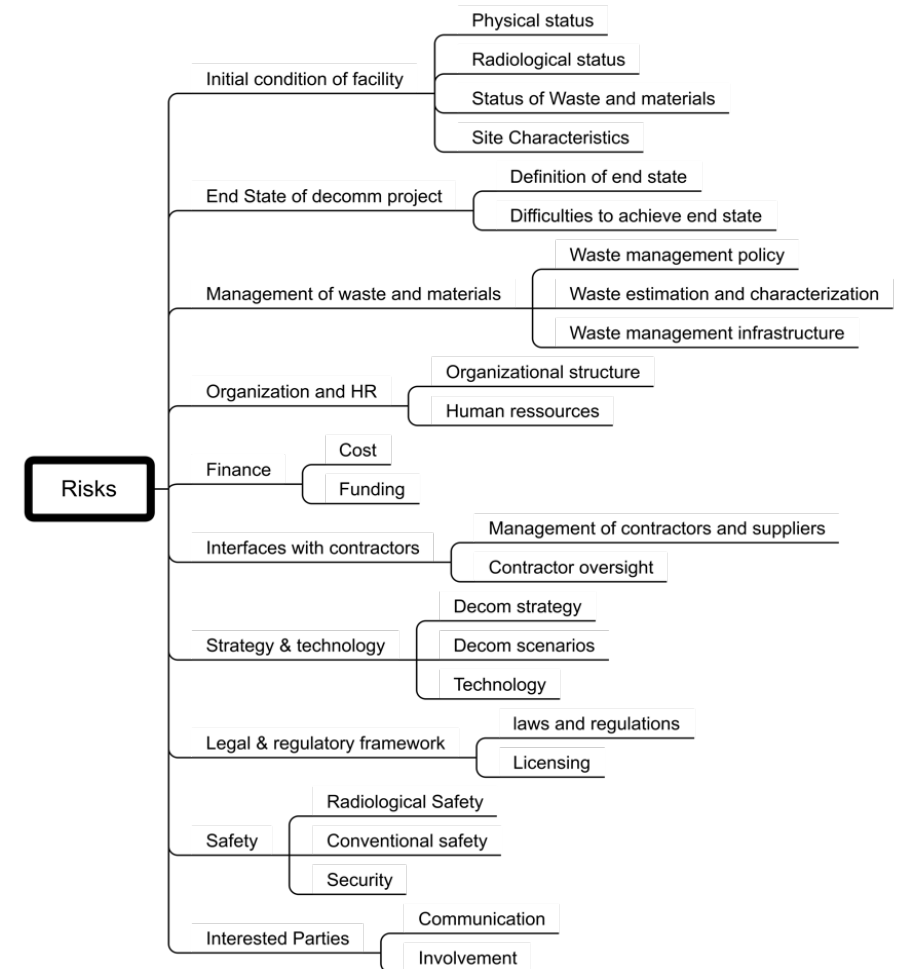 Risks
Initial condition of facility
Physical status
Radiological status
Status of Waste and materials
Site Characteristics
End State of decomm project
Definition of end state
Difficulties to achieve end state
Management of waste and materials
Waste management policy
Waste estimation and characterization
Waste management infrastructure
Organization and HR
Organizational structure
Human ressources
Finance
Cost
Funding
Interfaces with contractors
Management of contractors and suppliers
Contractor oversight
Strategy & technology
Decom strategy
Decom scenarios
Technology
Legal & regulatory framework
laws and regulations
Licensing
Safety
Radiological Safety
Conventional safety
Security
Interested Parties
Communication
Involvement